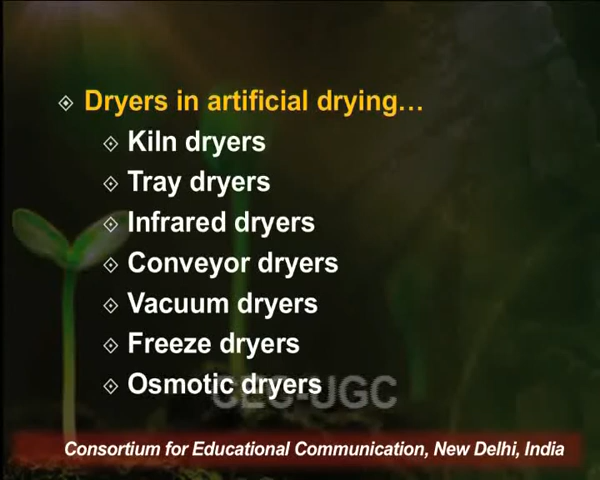 Dryers in artificial drying…
Kiln dryers
Tray dryers
Infrared dryers
Conveyor dryers
Vacuum dryers
Freeze dryers
Osmotic dryers
CEC-UGC
Consortium for Educational Communication, New Delhi, India